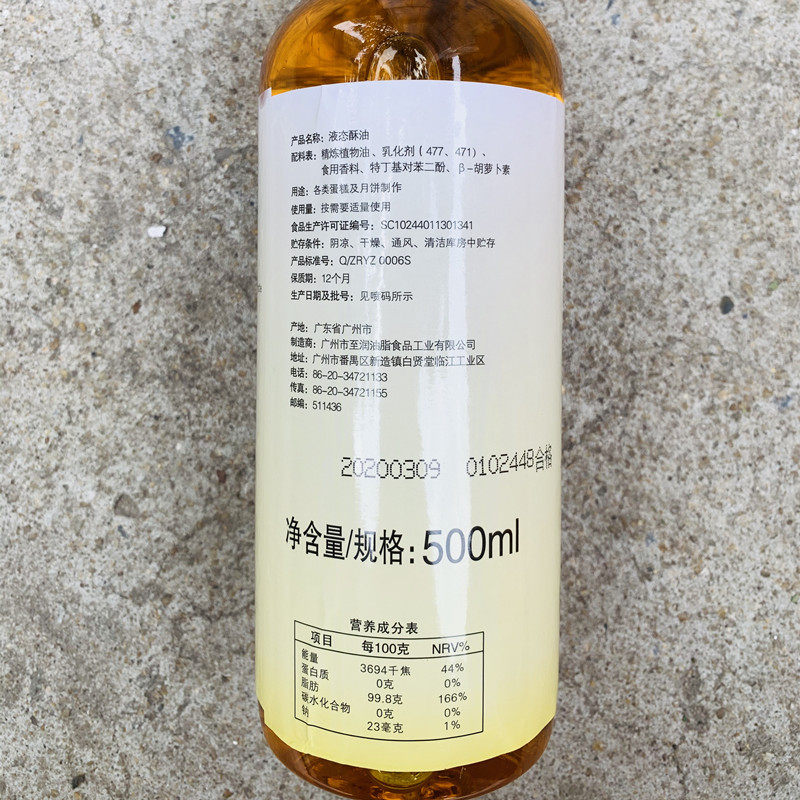 产品名称：液态酥油
配料表：精炼植物油、乳化剂（477、471）、
食用香料、特丁基对苯二酚、β-胡萝卜素
用途：各类蛋糕及月饼制作
使用量：按需要适量使用
食品生产许可证编号：SC10244011301341
贮存条件：阴凉、干燥、通风、清洁库房中贮存
产品标准号：Q/ZRYZ 0006S
保质期：12个月
生产日期及批号：见喷码所示
产地：广东省广州市
制造商：广州市至润油脂食品工业有限公司
地址：广州市番禺区新造镇白贤堂临江工业区
电话：86-20-34721133
传真：86-20-34721155
邮编：511436
20200309 0102448合格
净含量/规格：500ml
营养成分表
项目 每100克 NRV%
能量 3694千焦 44%
蛋白质 0克 0%
脂肪 99.8克 166%
碳水化合物 0克 0%
钠 23毫克 1%